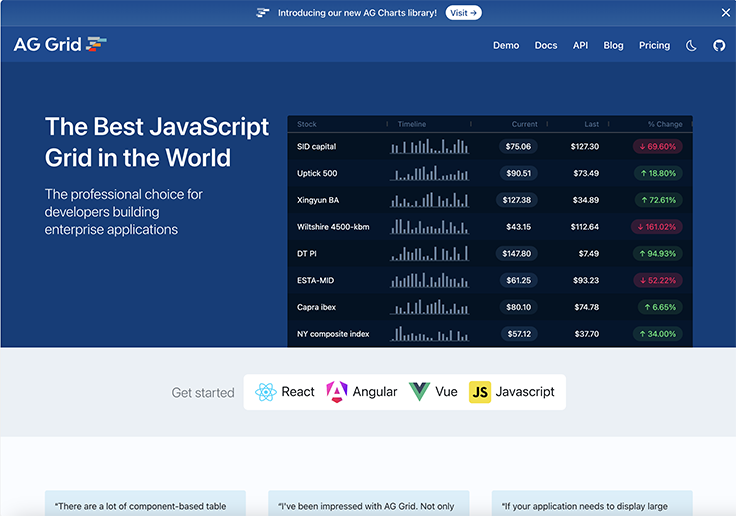 Introducing our new AG Charts library! Visit →
AG Grid
Demo Docs API Blog Pricing
The Best JavaScript
Grid in the World
The professional choice for
developers building
enterprise applications
Stock Timeline Current Last % Change
SID capital $75.06 $127.30 ↓ 69.60%
Uptick 500 $90.51 $73.49 ↑ 18.80%
Xingyun BA $127.38 $34.89 ↑ 72.61%
Wiltshire 4500-kbm $43.15 $112.64 ↓ 161.02%
DT PI $147.80 $7.49 ↑ 94.93%
ESTA-MID $61.25 $93.23 ↓ 52.22%
Capra ibex $80.10 $74.78 ↑ 6.65%
NY composite index $57.12 $37.70 ↑ 34.00%
Get started React Angular Vue JS Javascript
"There are a lot of component-based table
"I've been impressed with AG Grid. Not only
"If your application needs to display large